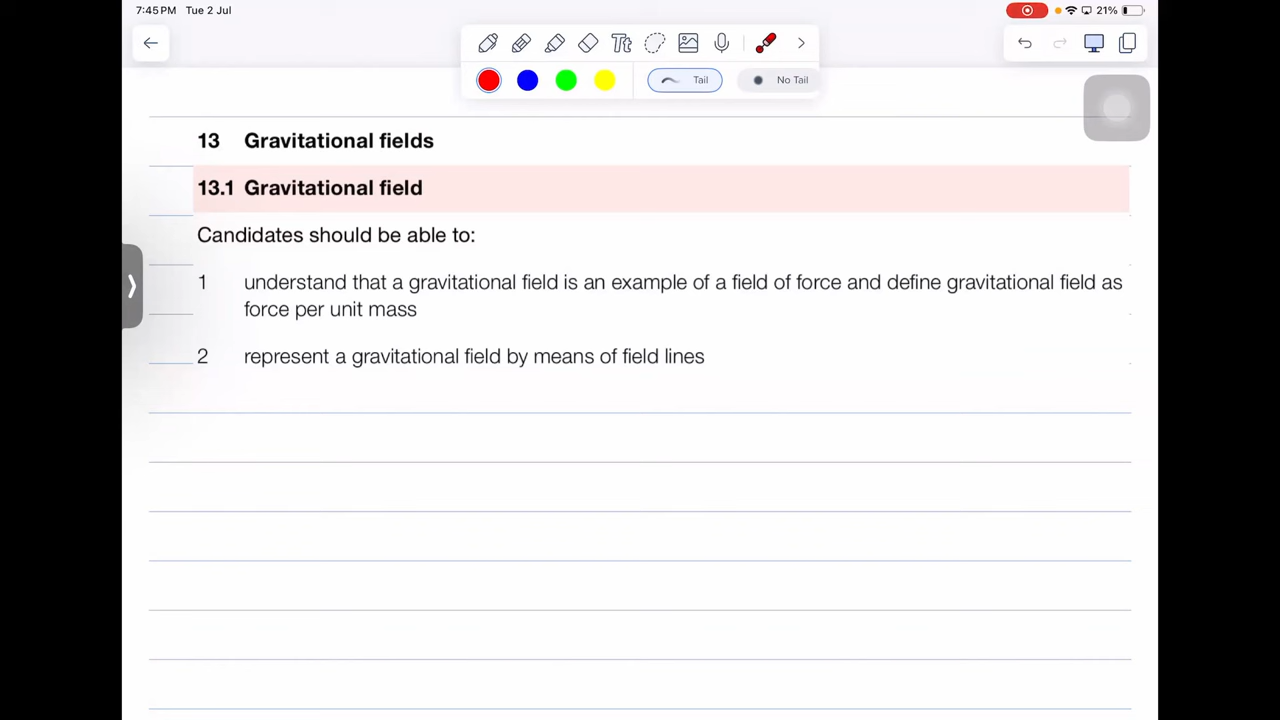 7:45 PM Tue 2 Jul
21%
Tt
Tail
No Tail
13 Gravitational fields
13.1 Gravitational field
Candidates should be able to:
1 understand that a gravitational field is an example of a field of force and define gravitational field as
force per unit mass
2 represent a gravitational field by means of field lines